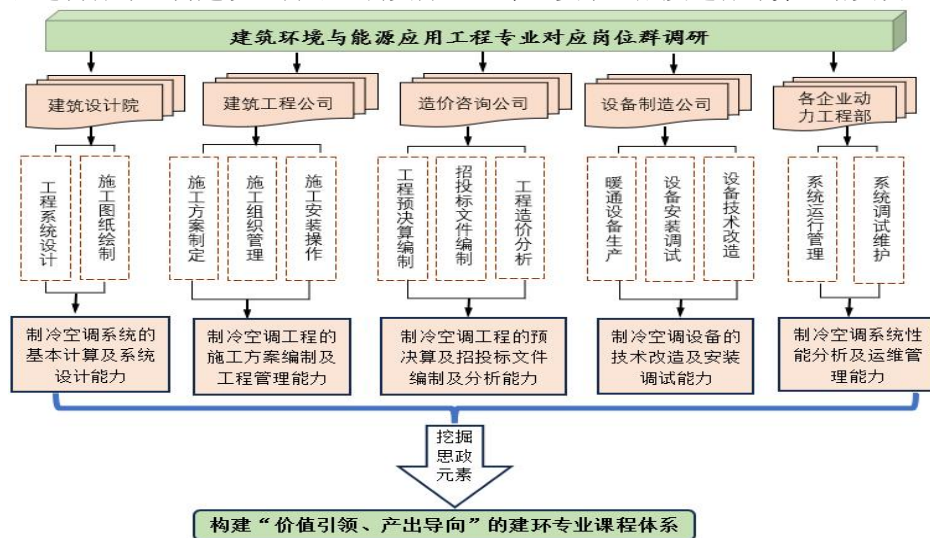 建筑环境与能源应用工程专业对应岗位群调研
建筑设计院
建筑工程公司
造价咨询公司
设备制造公司
各企业动
力工程部
工程系统设计
施工图纸绘制
施工方案制定
施工组织管理
施工安装操作
工程预决算编制
招投标文件编制
工程造价分析
暖通设备生产
设备安装调试
设备技术改造
系统运行管理
系统调试维护
制冷空调系统的
基本计算及系统
设计能力
制冷空调工程的
施工方案编制及
工程管理能力
制冷空调工程的预
决算及招投标文件
编制及分析能力
制冷空调设备的
技术改造及安装
调试能力
制冷空调系统性
能分析及运维管
理能力
挖掘
思政
元素
构建“价值引领、产出导向”的建环专业课程体系